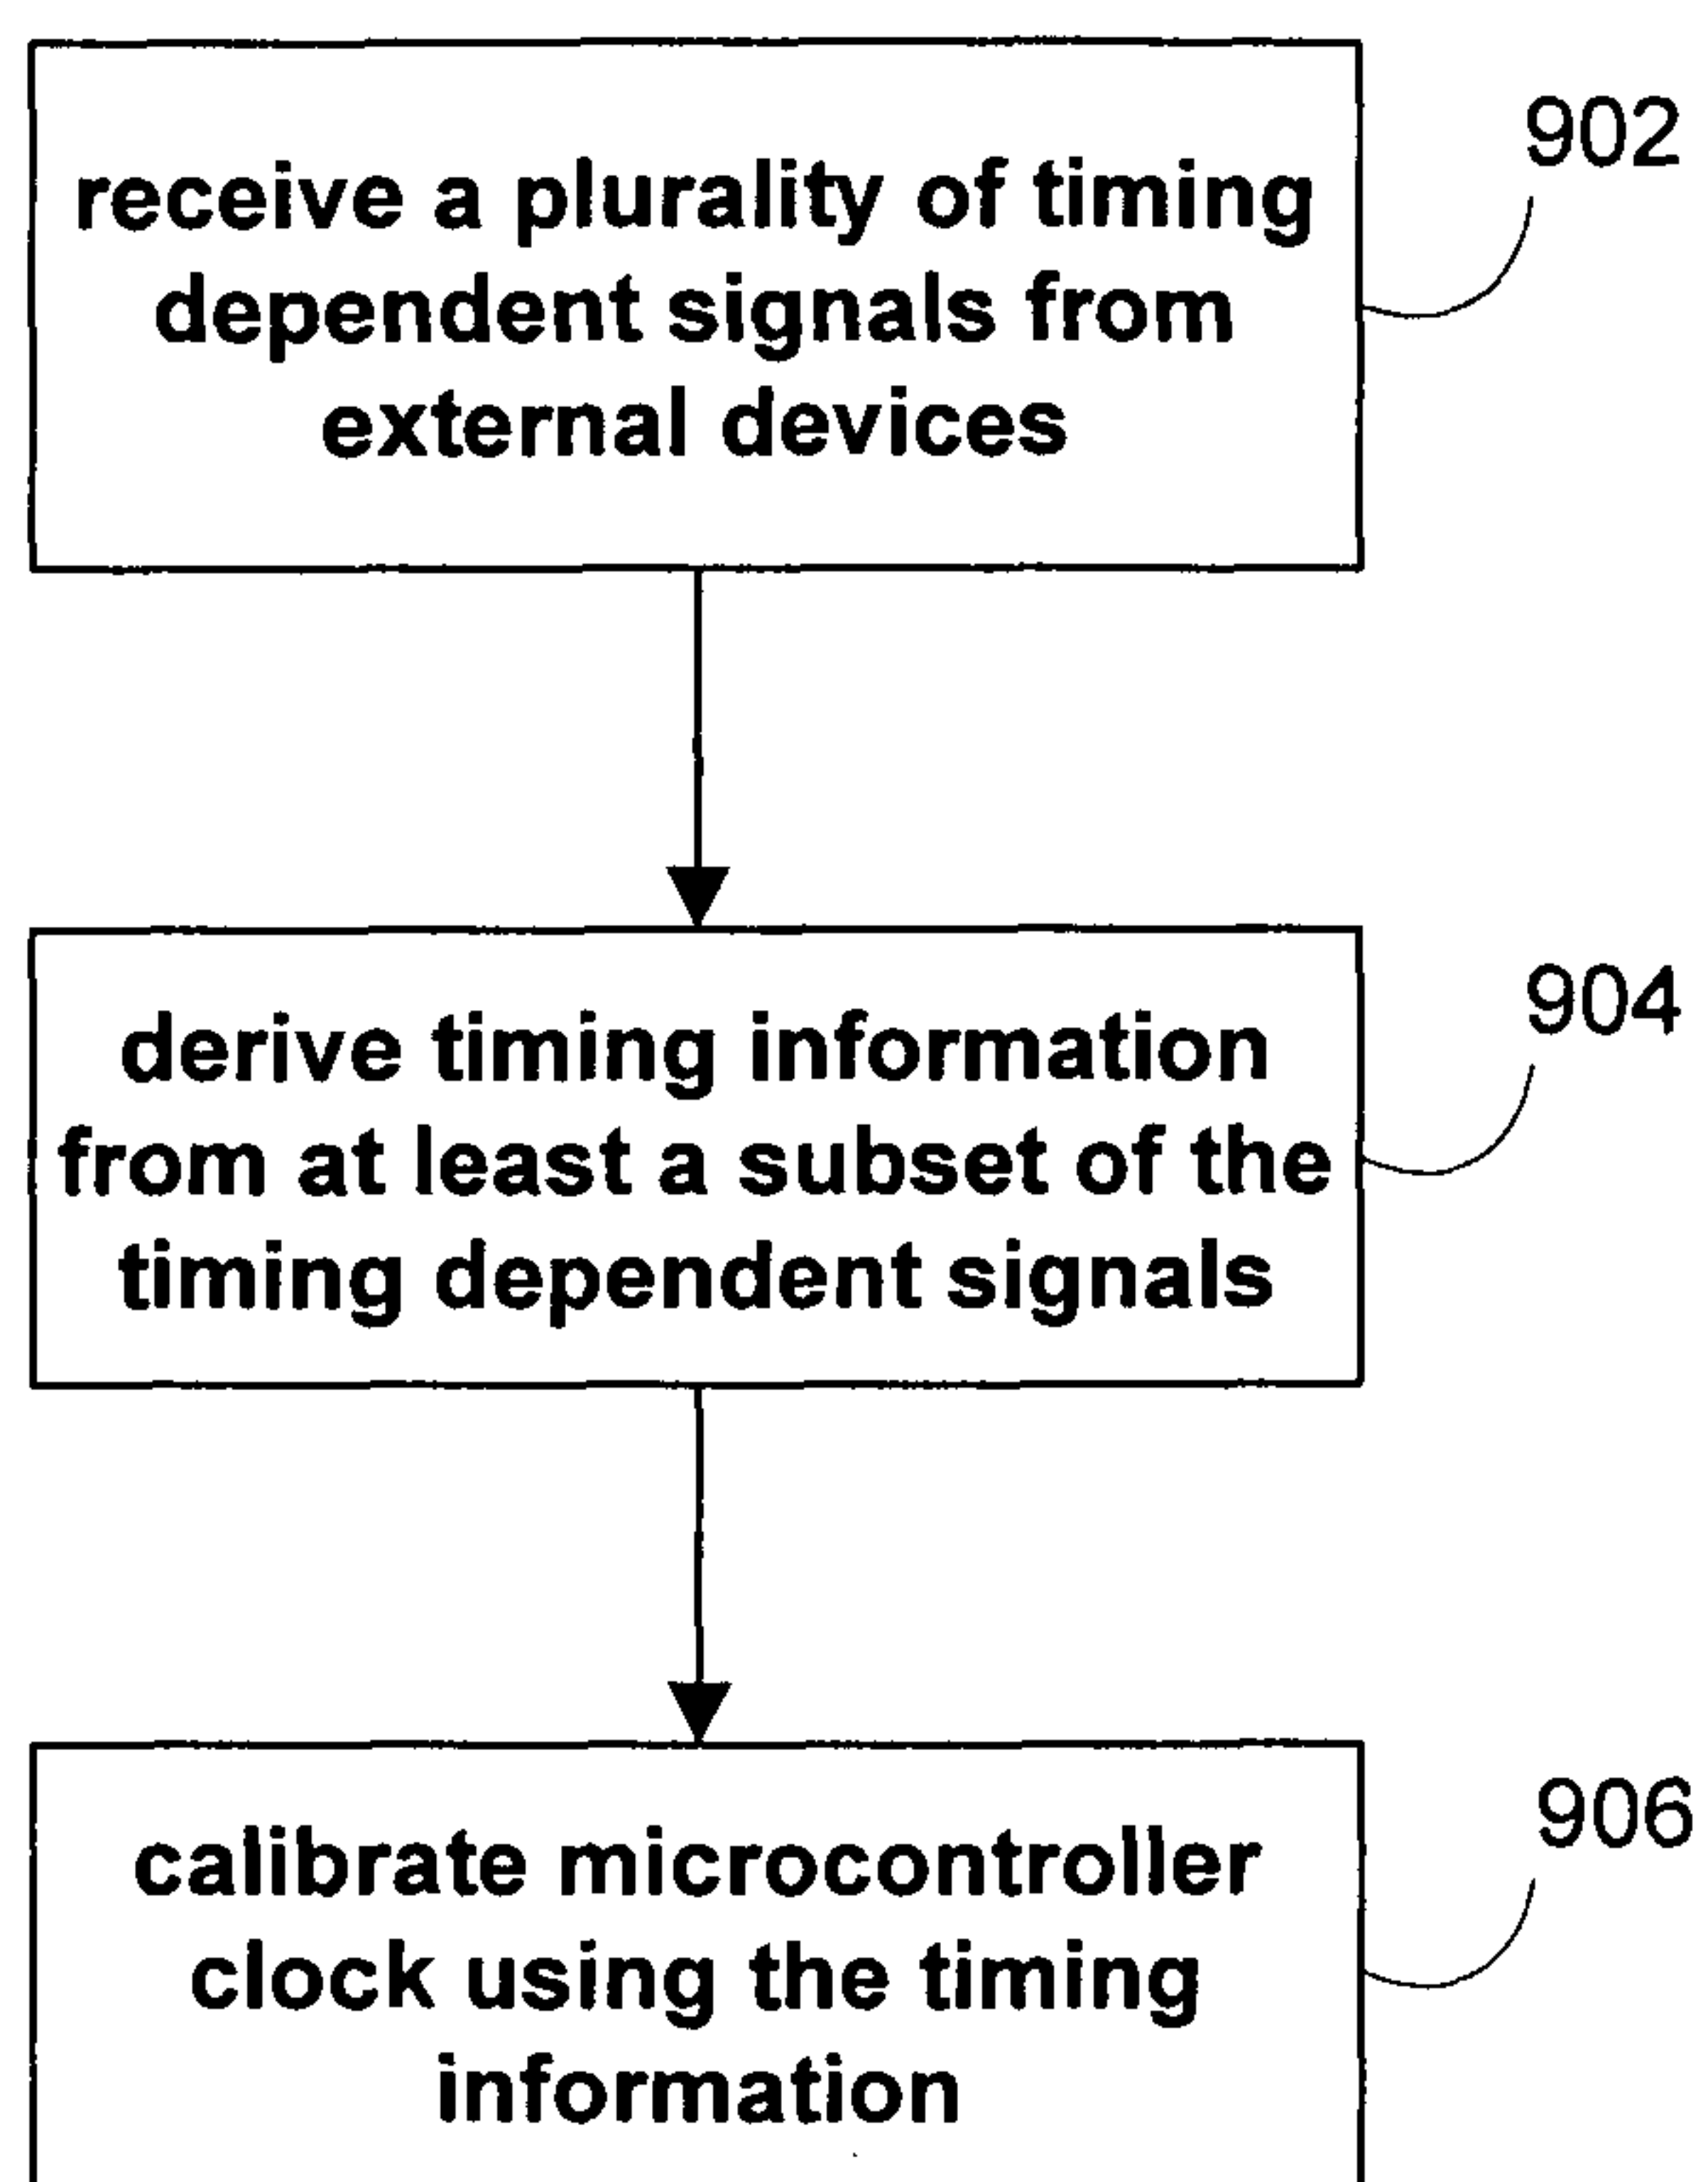 902
receive a plurality of timing
dependent signals from
external devices
904
derive timing information
from at least a subset of the
timing dependent signals
906
calibrate microcontroller
clock using the timing
information